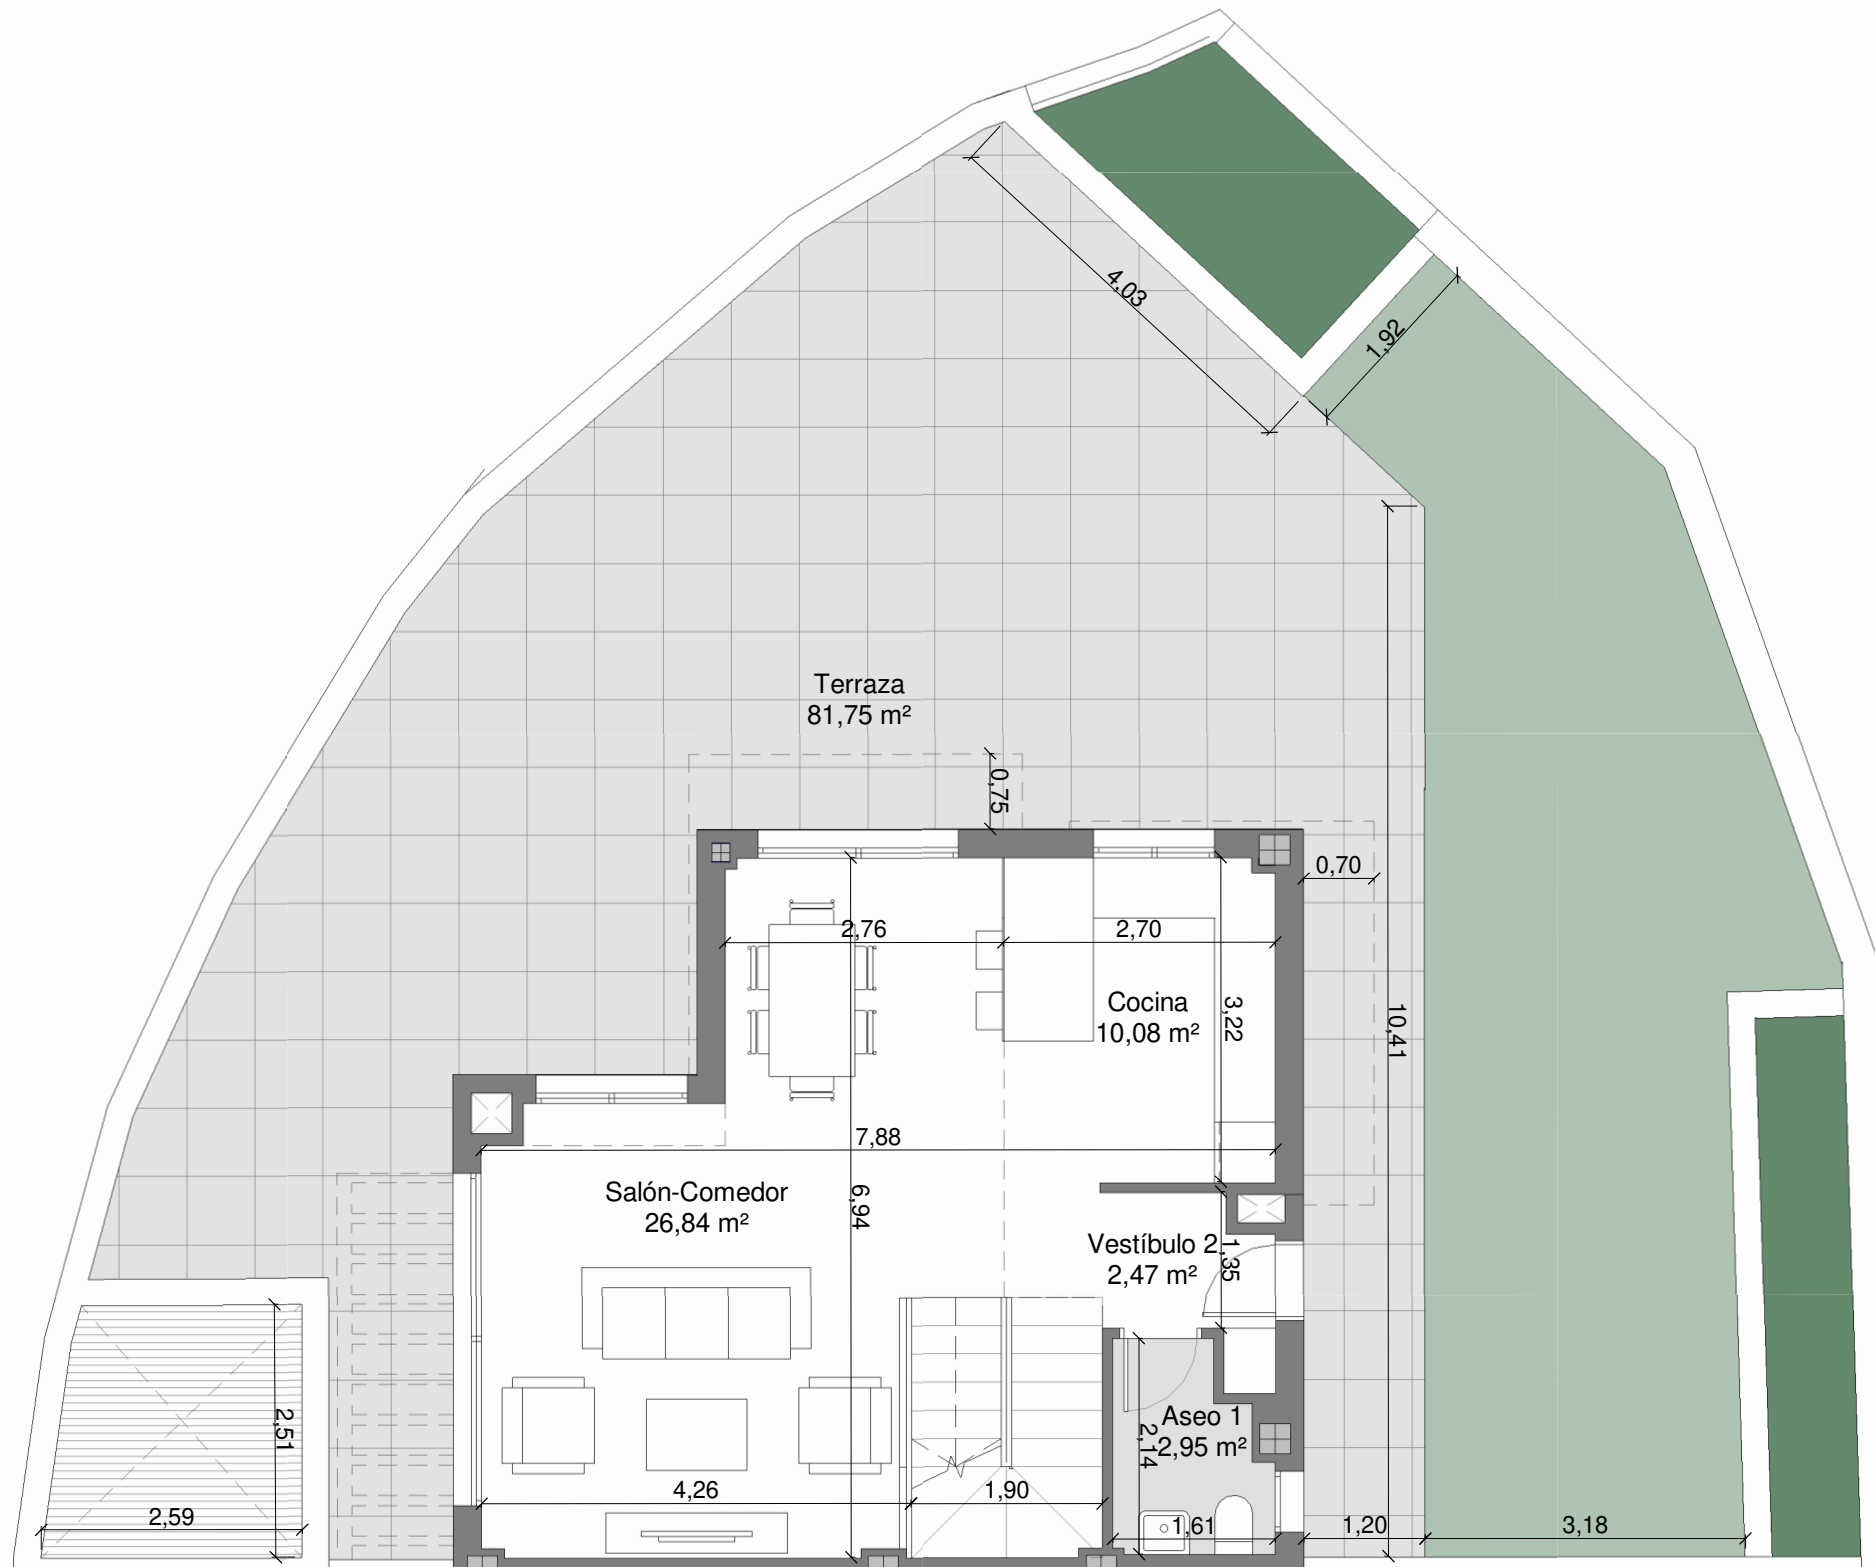 4,03
1,92
Terraza
81,75 m²
0,75
0,70
2,76
2,70
Cocina
10,08 m²
3,22
10,41
7,88
Salón-Comedor
26,84 m²
6,94
Vestíbulo 2
2,47 m²
1,35
Aseo 1
2,95 m²
2,14
2,51
4,26
1,90
2,59
1,61
1,20
3,18